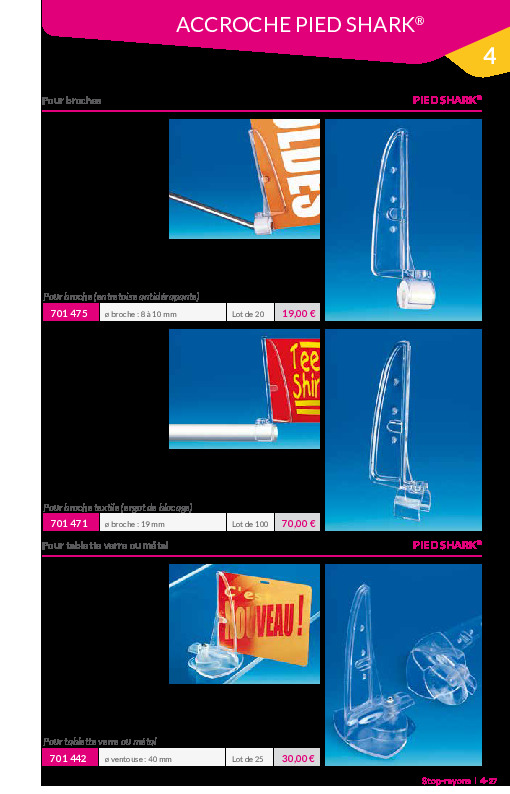 ACCROCHE PIED SHARK®
4
Pour broches
PIED SHARK®
OLUES
Pour broche (entretoise antidérapante)
701 475 ø broche : 8 à 10 mm Lot de 20 19,00 €
Tee
Shir
Pour broche textile (ergot de blocage)
701 471 ø broche : 19 mm Lot de 100 70,00 €
Pour tablette verre ou métal
PIED SHARK®
C'es
NOUVEAU !
Pour tablette verre ou métal
701 442 ø ventouse : 40 mm Lot de 25 30,00 €
Stop-rayons | 4-27